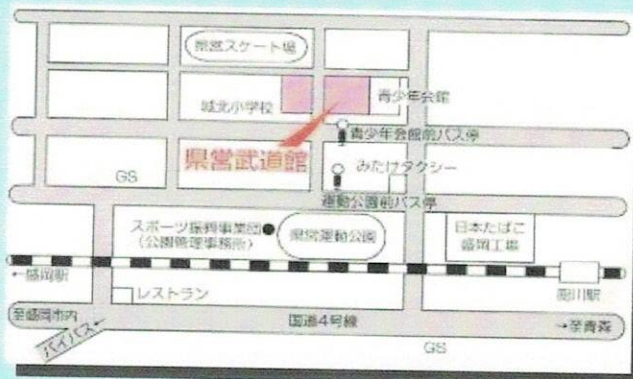 県営スケート場
城北小学校
青少年会館
青少年会館前バス停
県営武道館
みたけタクシー
GS
運動公園前バス停
スポーツ振興事業団
(公園管理事務所)
県営運動公園
日本たばこ
盛岡工場
←盛岡駅
厨川駅
レストラン
至盛岡市内
国道4号線
→至青森
バイパス←
GS